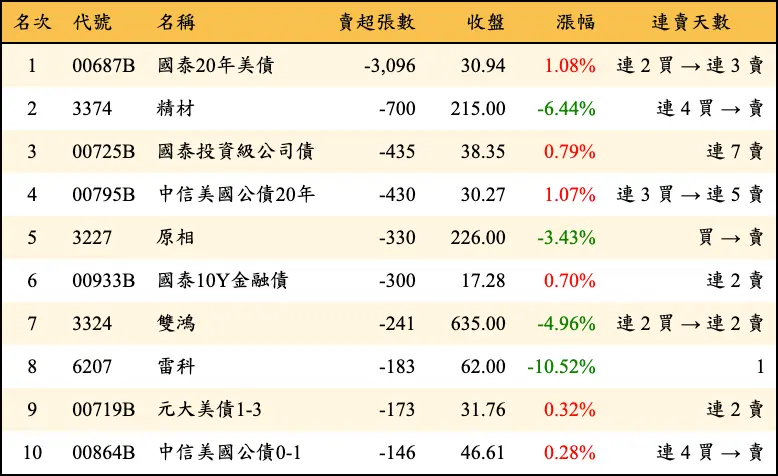 名次 代號 名稱 賣超張數 收盤 漲幅 連賣天數
1 00687B 國泰20年美債 -3,096 30.94 1.08% 連 2 買 → 連 3 賣
2 3374 精材 -700 215.00 -6.44% 連 4 買 → 賣
3 00725B 國泰投資級公司債 -435 38.35 0.79% 連 7 賣
4 00795B 中信美國公債20年 -430 30.27 1.07% 連 3 買 → 連 5 賣
5 3227 原相 -330 226.00 -3.43% 買 → 賣
6 00933B 國泰10Y金融債 -300 17.28 0.70% 連 2 賣
7 3324 雙鴻 -241 635.00 -4.96% 連 2 買 → 連 2 賣
8 6207 雷科 -183 62.00 -10.52% 1
9 00719B 元大美債1-3 -173 31.76 0.32% 連 2 賣
10 00864B 中信美國公債0-1 -146 46.61 0.28% 連 4 買 → 賣